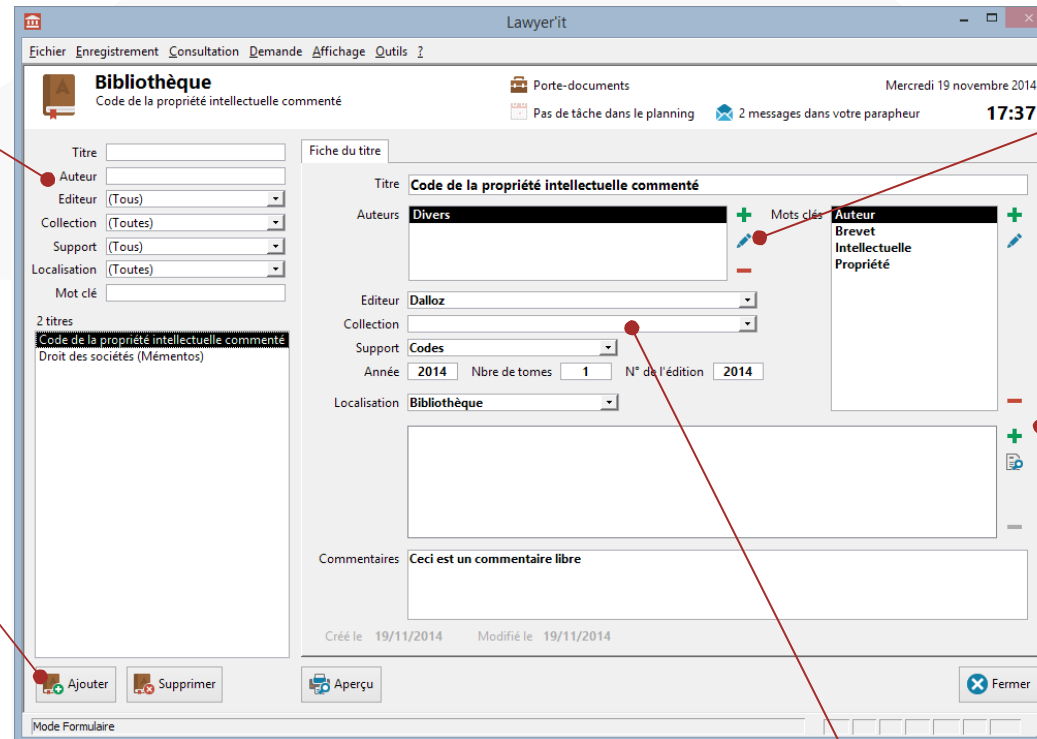 Lawyer'it
Fichier Enregistrement Consultation Demande Affichage Outils ?
Bibliothèque
Code de la propriété intellectuelle commenté
Porte-documents
Mercredi 19 novembre 2014
Pas de tâche dans le planning
2 messages dans votre parapheur
17:37
Titre
Auteur
Editeur (Tous)
Collection (Toutes)
Support (Tous)
Localisation (Toutes)
Mot clé
2 titres
Code de la propriété intellectuelle commenté
Droit des sociétés (Mémentos)
Fiche du titre
Titre Code de la propriété intellectuelle commenté
Auteurs Divers
Mots clés Auteur
Brevet
Intellectuelle
Propriété
Editeur Dalloz
Collection
Support Codes
Année 2014 Nbre de tomes 1 N° de l'édition 2014
Localisation Bibliothèque
Commentaires Ceci est un commentaire libre
Créé le 19/11/2014 Modifié le 19/11/2014
Ajouter Supprimer Aperçu Fermer
Mode Formulaire